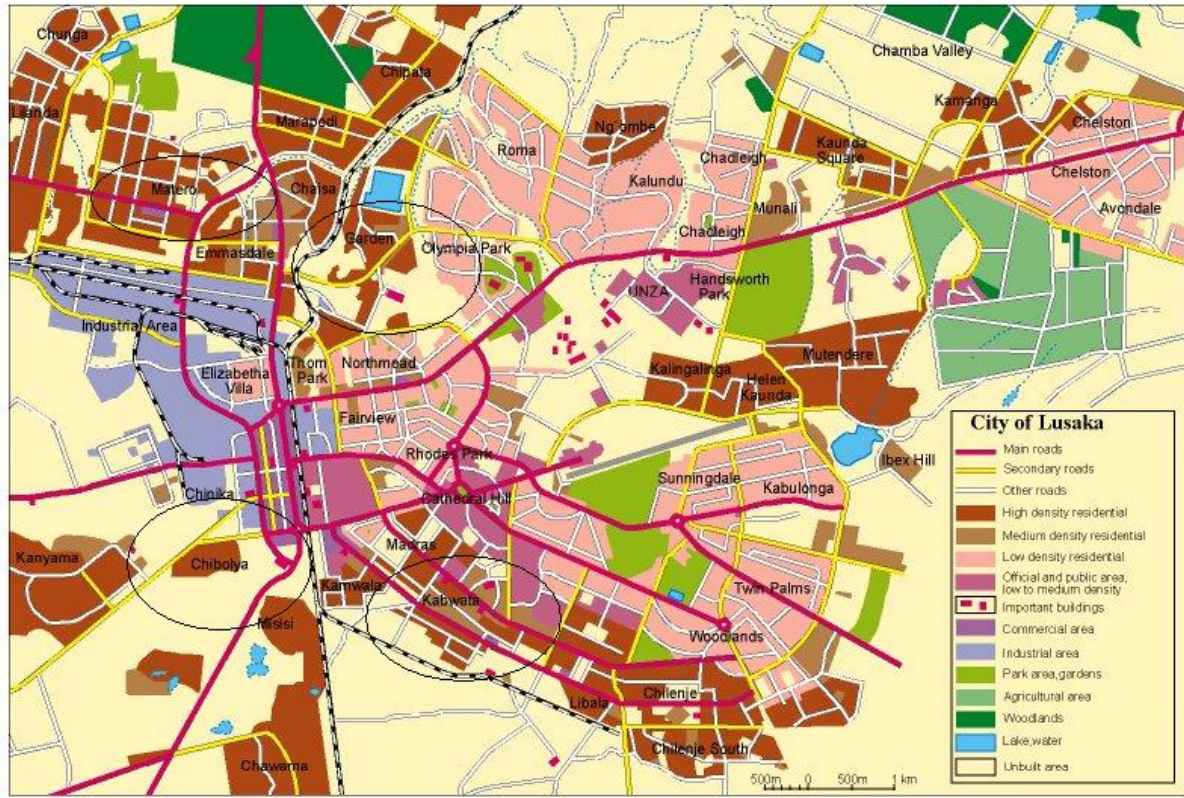 Chunga
Chamba Valley
Chipata
Kamanga
Lilanda
Marapodi
Ng'ombe
Chelston
Roma
Kaunda
Square
Chadleigh
Matero
Chaisa
Kalundu
Chelston
Munali
Avondale
Garden
Chadleigh
Olympia Park
Emmasdale
Handsworth
Park
UNZA
Industrial Area
Mutendere
Thorn
Park
Northmead
Elizabetha
Villa
Kalingalinga
Helen
Kaunda
Fairview
Rhodes Park
Ibex Hill
Sunningdale
Kabulonga
Chinika
Cathedral Hill
Madras
Kanyama
Chibolya
Kamwala
Kabwata
Twin Palms
Misisi
Woodlands
Libala
Chilenje
Chilenje South
Chawama
City of Lusaka
Main roads
Secondary roads
Other roads
High density residential
Medium density residential
Low density residential
Official and public area,
low to medium density
Important buildings
Commercial area
Industrial area
Park area,gardens
Agricultural area
Woodlands
Lake,water
Unbuilt area
500m 0 500m 1 km